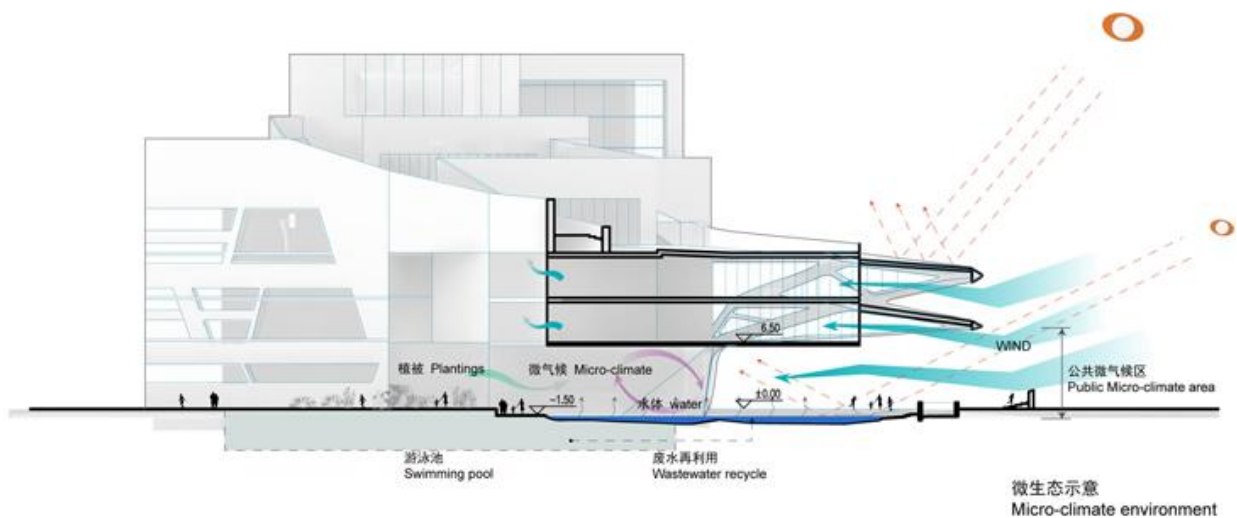 6.50
WIND
植被 Plantings
微气候 Micro-climate
公共微气候区
Public Micro-climate area
−1.50
水体 water
±0.00
游泳池
Swimming pool
废水再利用
Wastewater recycle
微生态示意
Micro-climate environment